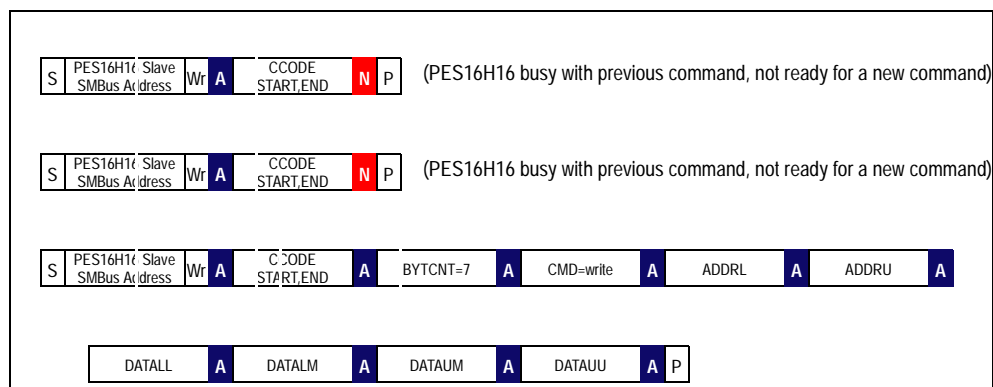 S PES16H16 Slave SMBus Address Wr A CCODE START,END N P (PES16H16 busy with previous command, not ready for a new command)
S PES16H16 Slave SMBus Address Wr A CCODE START,END N P (PES16H16 busy with previous command, not ready for a new command)
S PES16H16 Slave SMBus Address Wr A CCODE START,END A BYTCNT=7 A CMD=write A ADDRL A ADDRU A
DATALL A DATALM A DATAUM A DATAUU A P